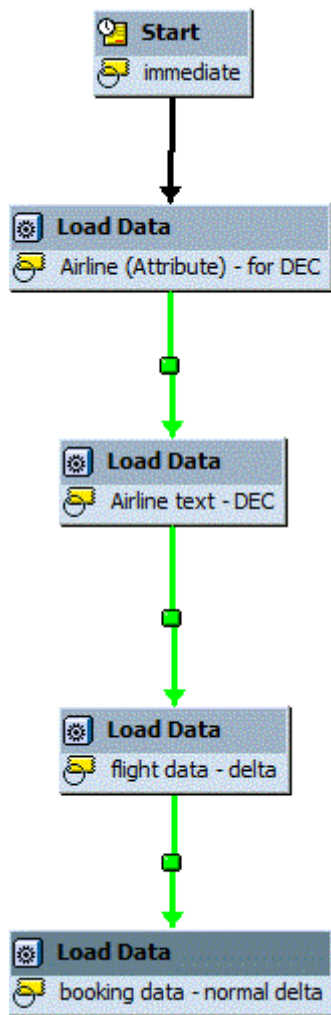 Start
immediate
Load Data
Airline (Attribute) - for DEC
Load Data
Airline text - DEC
Load Data
flight data - delta
Load Data
booking data - normal delta